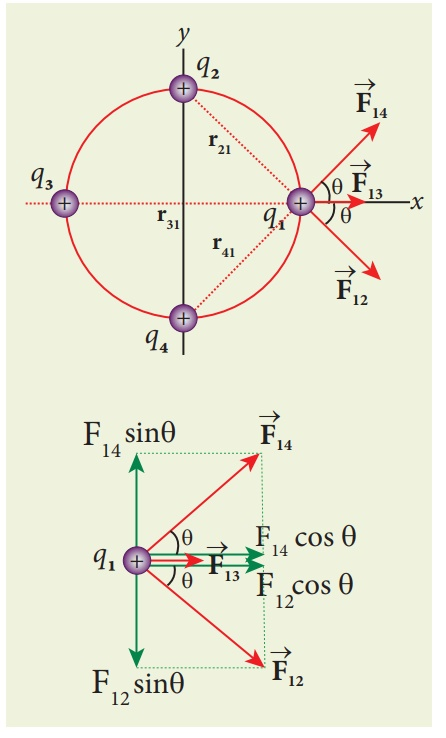 y
q₂
F₁₄
r₂₁
q₃
θ
F₁₃
x
r₃₁
q₁
θ
r₄₁
F₁₂
q₄
F₁₄ sinθ
F₁₄
θ
F₁₄ cos θ
q₁
F₁₃
θ
F₁₂cos θ
F₁₂ sinθ
F₁₂